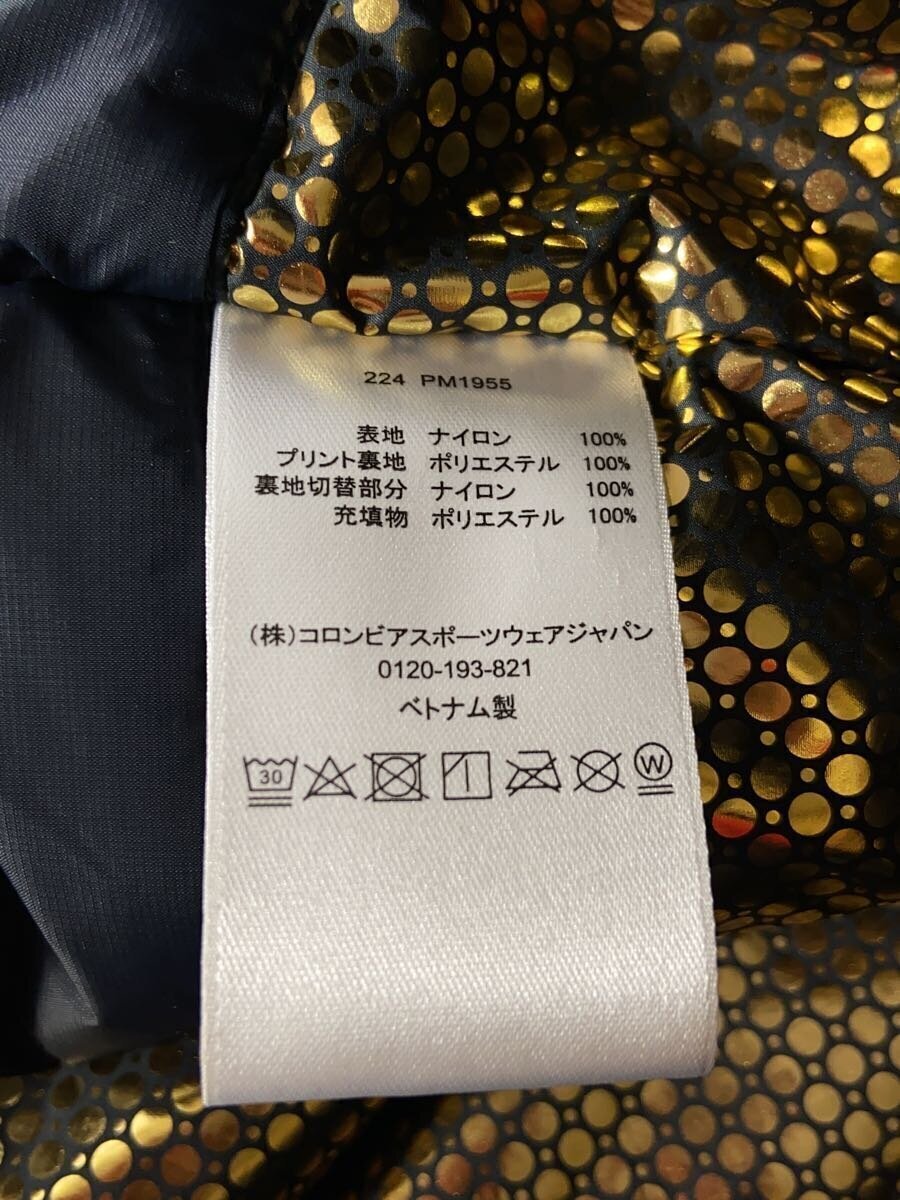 224 PM1955
表地 ナイロン 100%
プリント裏地 ポリエステル 100%
裏地切替部分 ナイロン 100%
充填物 ポリエステル 100%
(株)コロンビアスポーツウェアジャパン
0120-193-821
ベトナム製
30 W